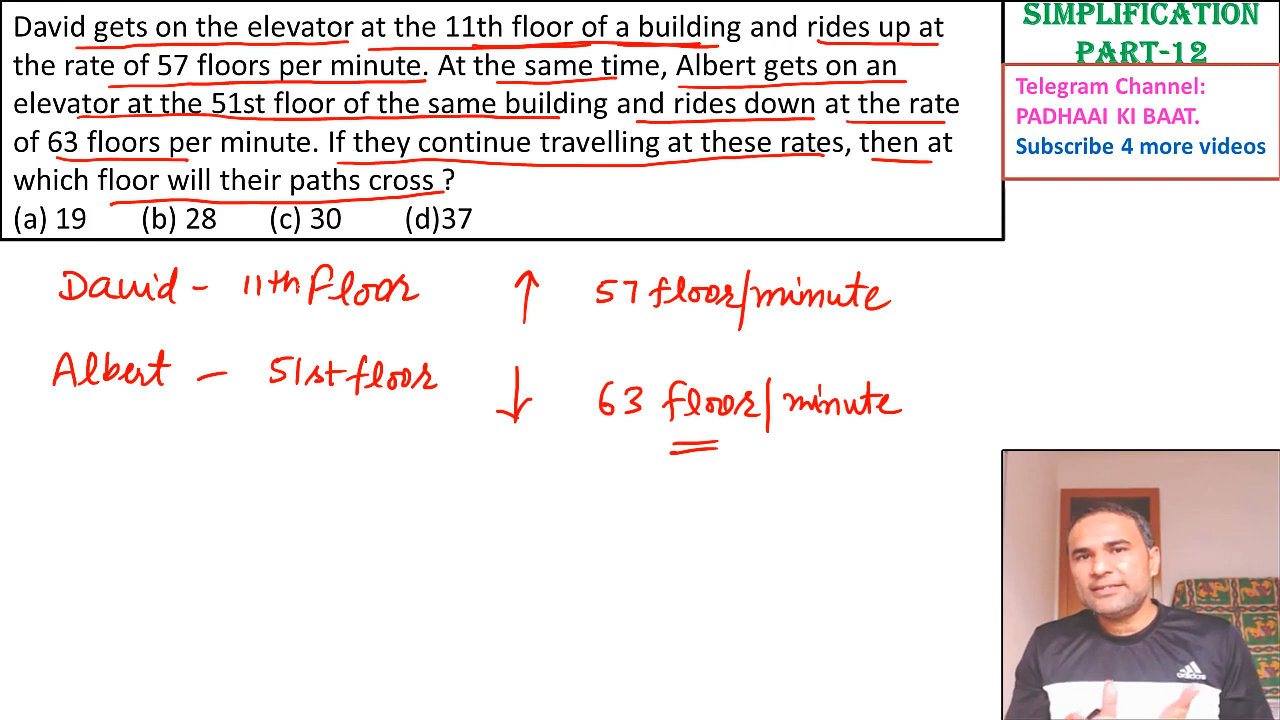 David gets on the elevator at the 11th floor of a building and rides up at
the rate of 57 floors per minute. At the same time, Albert gets on an
elevator at the 51st floor of the same building and rides down at the rate
of 63 floors per minute. If they continue travelling at these rates, then at
which floor will their paths cross ?
(a) 19 (b) 28 (c) 30 (d)37
SIMPLIFICATION
PART-12
Telegram Channel:
PADHAAI KI BAAT.
Subscribe 4 more videos
David - 11th floor ↑ 57 floor/minute
Albert - 51st floor ↓ 63 floor/minute
adidas